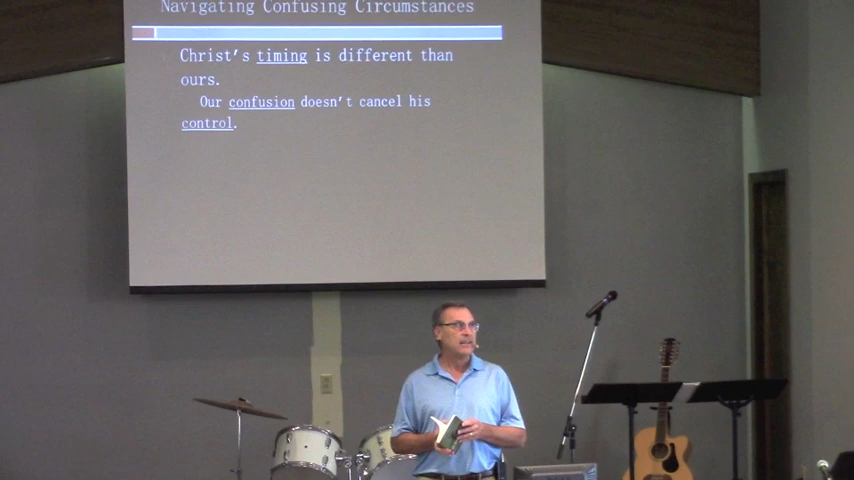 Navigating Confusing Circumstances
Christ's timing is different than
ours.
Our confusion doesn't cancel his
control.